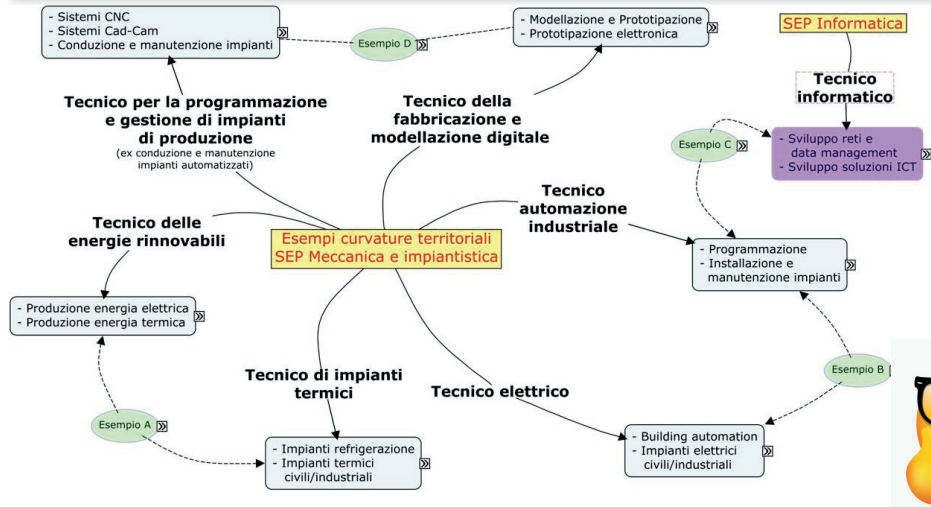 - Sistemi CNC
- Sistemi Cad-Cam
- Conduzione e manutenzione impianti
Esempio D
- Modellazione e Prototipazione
- Prototipazione elettronica
SEP Informatica
Tecnico
informatico
Tecnico per la programmazione
e gestione di impianti
di produzione
(ex conduzione e manutenzione
impianti automatizzati)
Tecnico della
fabbricazione e
modellazione digitale
Esempio C
- Sviluppo reti e
data management
- Sviluppo soluzioni ICT
Tecnico
automazione
industriale
Tecnico delle
energie rinnovabili
Esempi curvature territoriali
SEP Meccanica e impiantistica
- Programmazione
- Installazione e
manutenzione impianti
- Produzione energia elettrica
- Produzione energia termica
Tecnico di impianti
termici
Tecnico elettrico
Esempio B
Esempio A
- Impianti refrigerazione
- Impianti termici
civili/industriali
- Building automation
- Impianti elettrici
civili/industriali